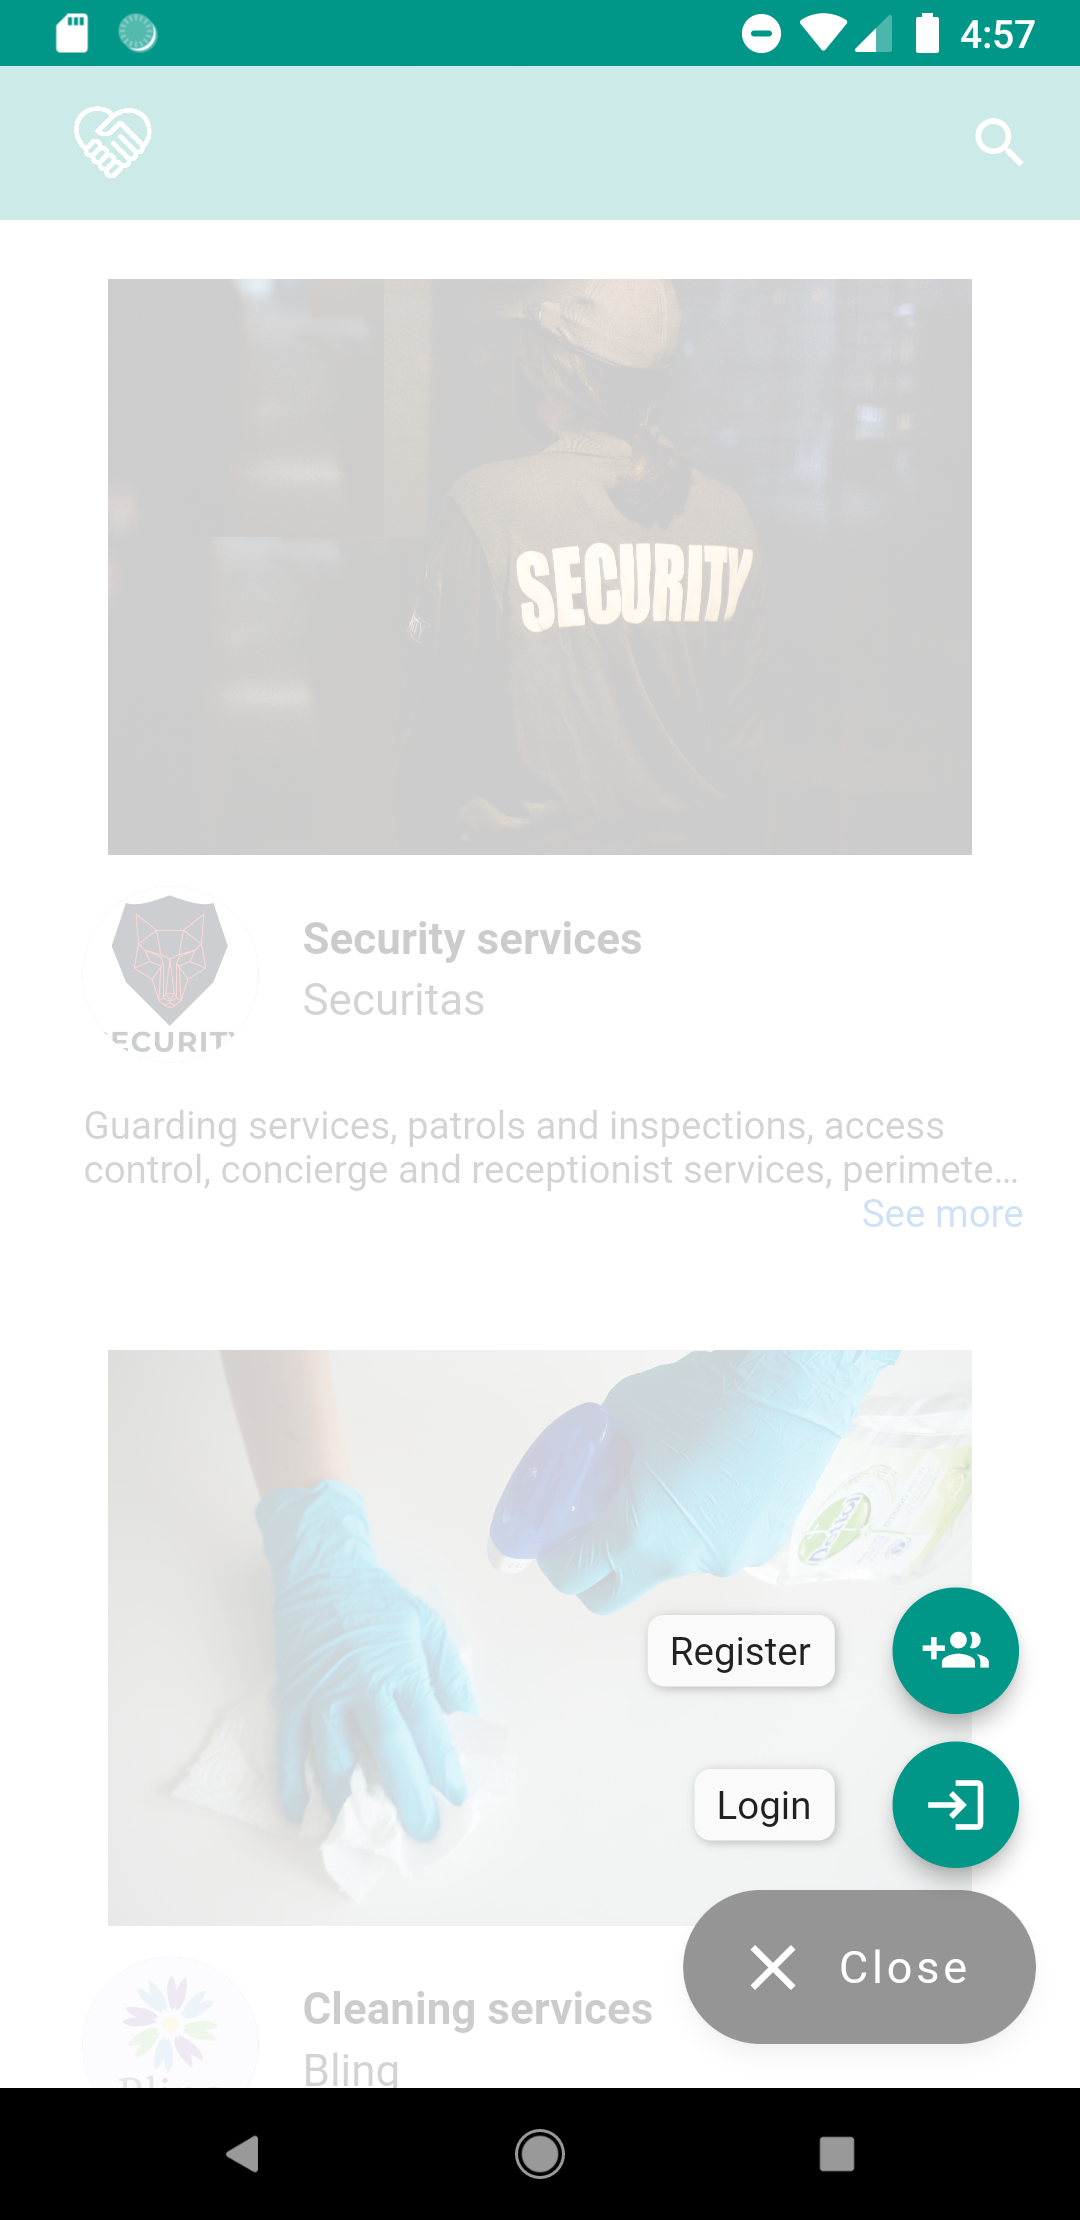 4:57
SECURITY
Security services
Securitas
ECURIT
Guarding services, patrols and inspections, access
control, concierge and receptionist services, perimete...
See more
Dettol
Register
Login
Close
Cleaning services
Bling